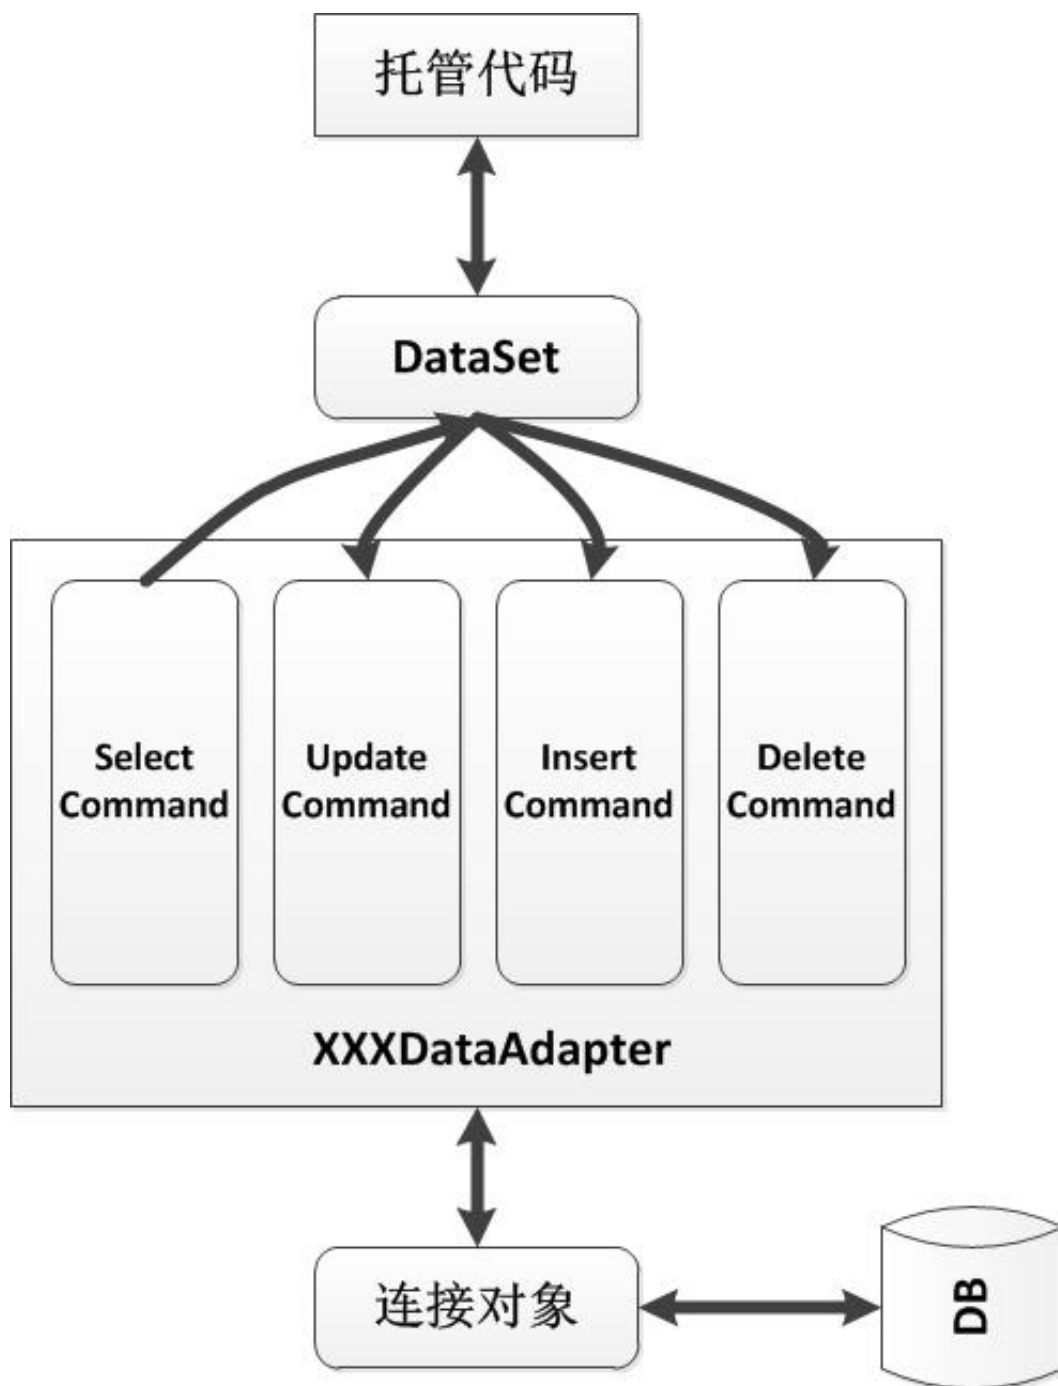 托管代码
DataSet
Select
Command
Update
Command
Insert
Command
Delete
Command
XXXDataAdapter
连接对象
DB